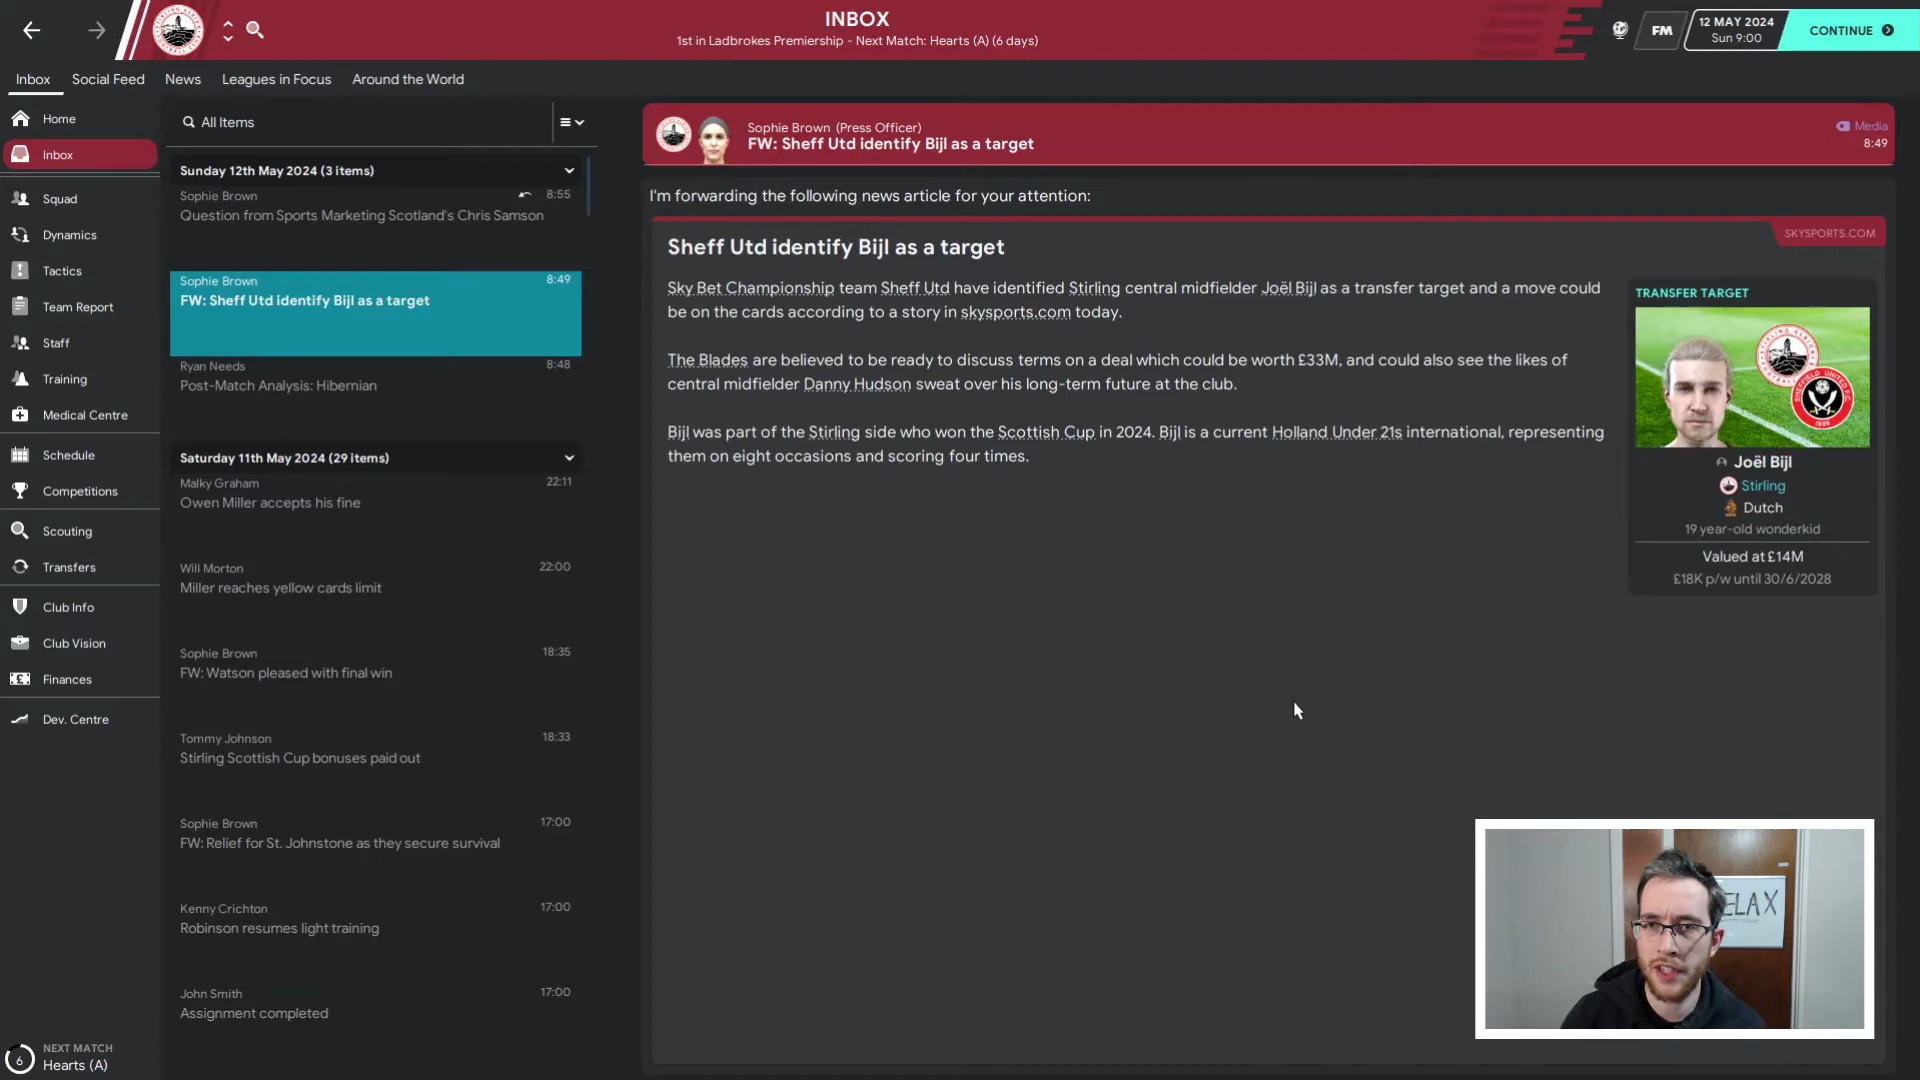 INBOX
1st in Ladbrokes Premiership - Next Match: Hearts (A) (6 days)
FM
12 MAY 2024
Sun 9:00
CONTINUE
Inbox
Social Feed
News
Leagues in Focus
Around the World
Home
Inbox
Squad
Dynamics
Tactics
Team Report
Staff
Training
Medical Centre
Schedule
Competitions
Scouting
Transfers
Club Info
Club Vision
Finances
Dev. Centre
6
NEXT MATCH
Hearts (A)
All Items
Sunday 12th May 2024 (3 items)
Sophie Brown 8:55
Question from Sports Marketing Scotland's Chris Samson
Sophie Brown 8:49
FW: Sheff Utd identify Bijl as a target
Ryan Needs 8:48
Post-Match Analysis: Hibernian
Saturday 11th May 2024 (29 items)
Malky Graham 22:11
Owen Miller accepts his fine
Will Morton 22:00
Miller reaches yellow cards limit
Sophie Brown 18:35
FW: Watson pleased with final win
Tommy Johnson 18:33
Stirling Scottish Cup bonuses paid out
Sophie Brown 17:00
FW: Relief for St. Johnstone as they secure survival
Kenny Crichton 17:00
Robinson resumes light training
John Smith 17:00
Assignment completed
Sophie Brown (Press Officer)
FW: Sheff Utd identify Bijl as a target
Media
8:49
I'm forwarding the following news article for your attention:
SKYSPORTS.COM
Sheff Utd identify Bijl as a target
Sky Bet Championship team Sheff Utd have identified Stirling central midfielder Joël Bijl as a transfer target and a move could
be on the cards according to a story in skysports.com today.
The Blades are believed to be ready to discuss terms on a deal which could be worth £33M, and could also see the likes of
central midfielder Danny Hudson sweat over his long-term future at the club.
Bijl was part of the Stirling side who won the Scottish Cup in 2024. Bijl is a current Holland Under 21s international, representing
them on eight occasions and scoring four times.
TRANSFER TARGET
Joël Bijl
Stirling
Dutch
19 year-old wonderkid
Valued at £14M
£18K p/w until 30/6/2028
ELAX